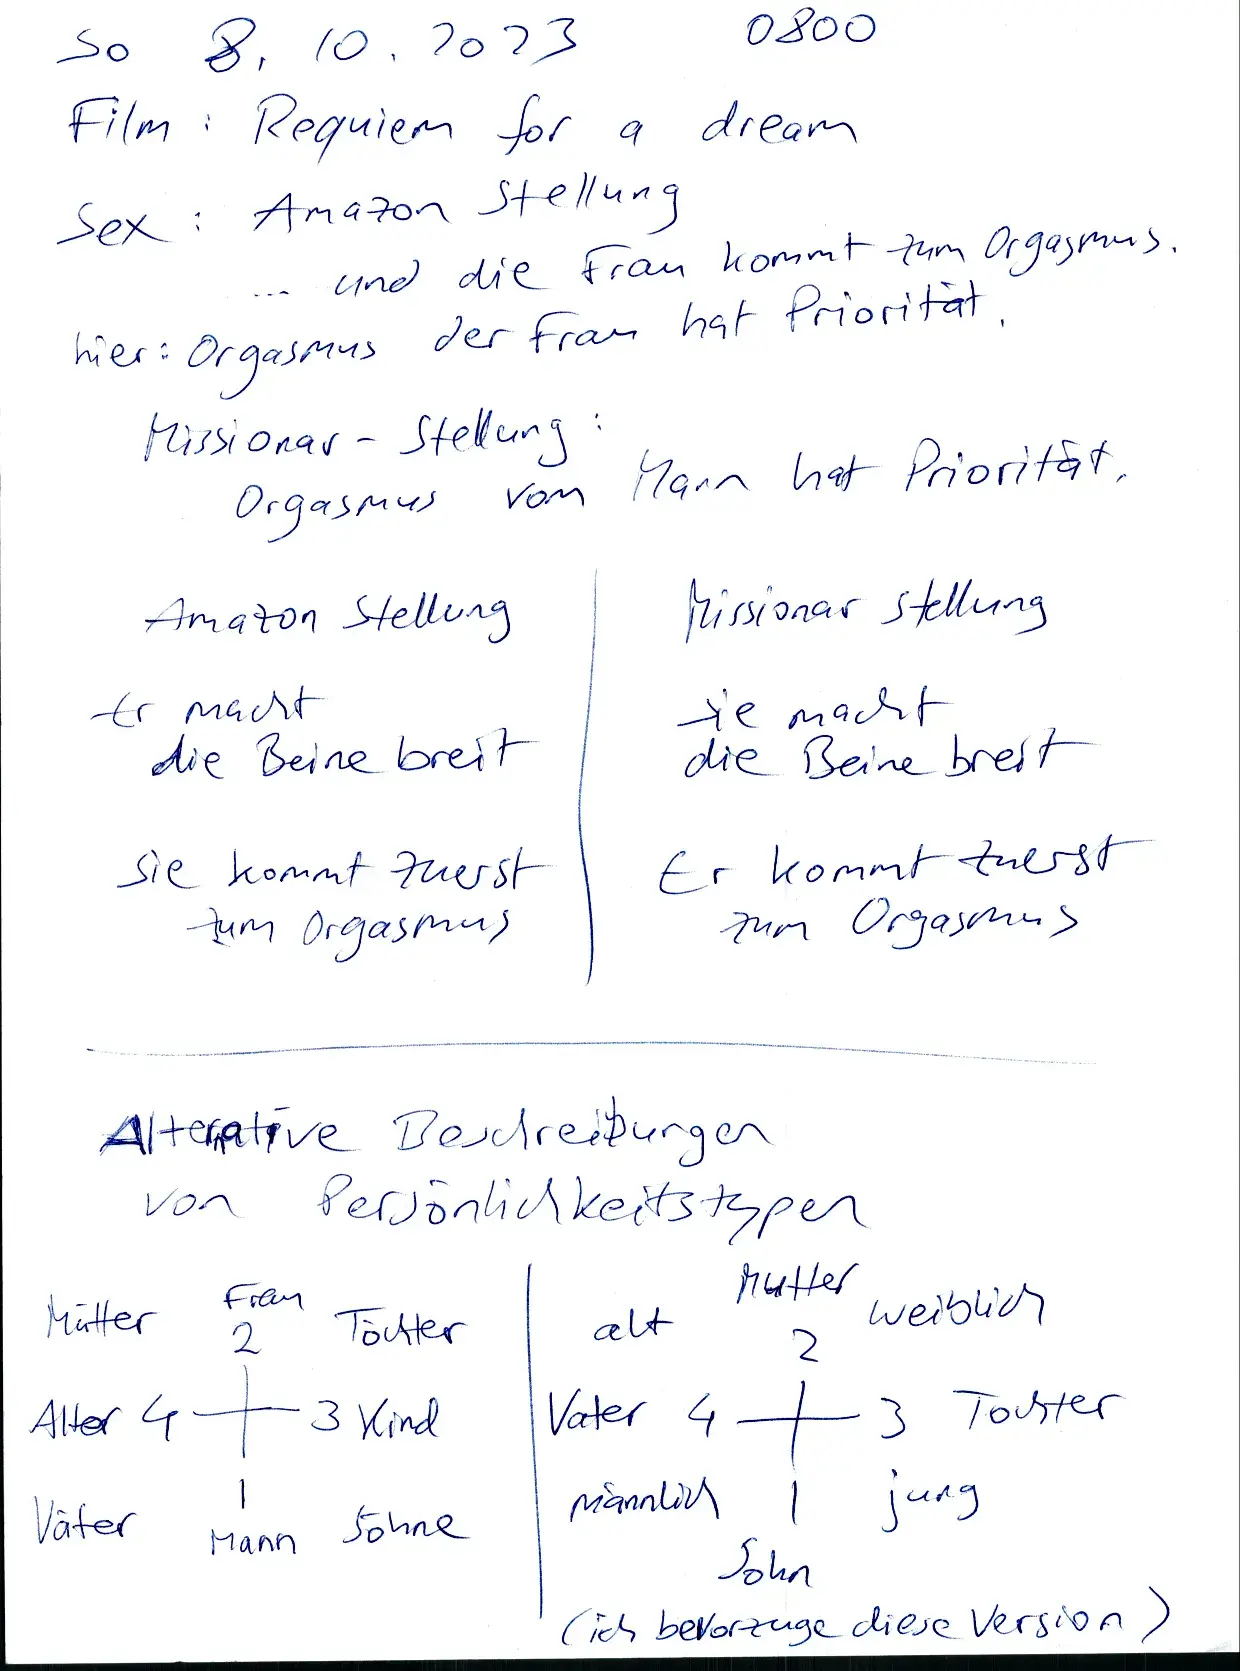 So 8. 10. 2023 0800
Film: Requiem for a dream
Sex: Amazon Stellung
... und die Frau kommt zum Orgasmus.
hier: Orgasmus der Frau hat Priorität.
Missionar-Stellung:
Orgasmus vom Mann hat Priorität.
Amazon Stellung
Er macht
die Beine breit
Sie kommt zuerst
zum Orgasmus
Missionar stellung
Sie macht
die Beine breit
Er kommt zuerst
zum Orgasmus
Alternative Beschreibungen
von Persönlichkeitstypen
Mütter Frau Töchter
2
Alter 4 3 Kind
1
Väter Mann Söhne
alt Mutter weiblich
2
Vater 4 3 Tochter
männlich 1 jung
Sohn
(ich bevorzuge diese Version)